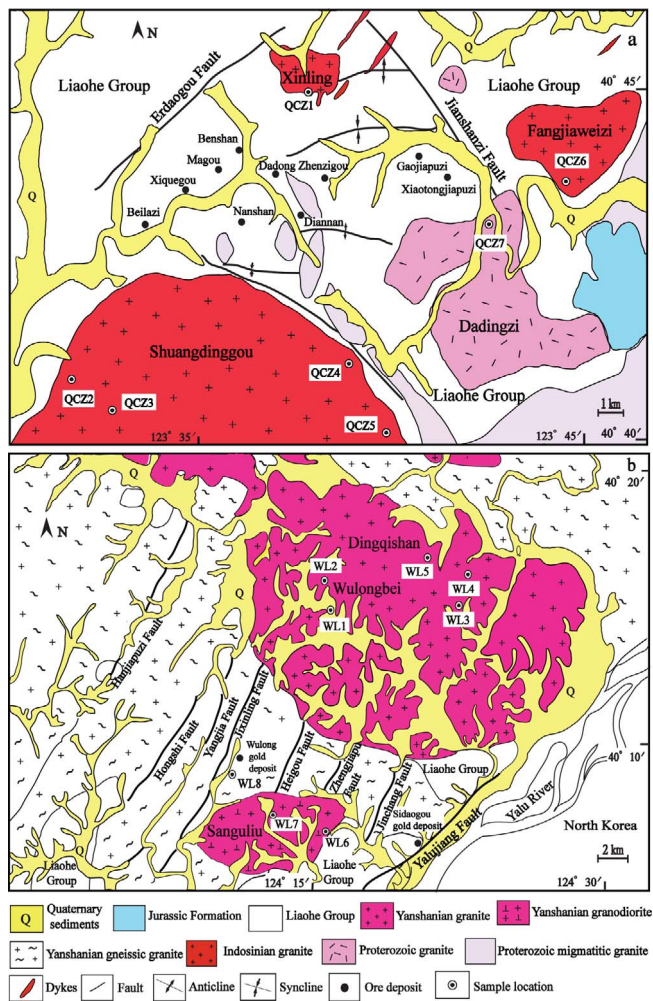 a
N
Liaohe Group
Erdaogou Fault
Xinling
QCZ1
Q
Liaohe Group
40° 45′
Jianshanzi Fault
Fangjiaweizi
QCZ6
Benshan
Magou
Dadong Zhenzigou
Gaojiapuzi
Xiaotongjiapuzi
Xiquegou
Q
Beilazi
Nanshan
Diannan
QCZ7
Q
Dadingzi
Shuangdinggou
QCZ4
QCZ2
QCZ3
Liaohe Group
1 km
QCZ5
123° 35′
123° 45′
40° 40′
b
Q
40° 20′
N
Dingqishan
WL2
WL5
Wulongbei
WL4
Q
WL1
WL3
Q
Hanjiapuzi Fault
Q
Hongshi Fault
Yangjia Fault
Jixinling Fault
Wulong
gold
deposit
WL8
Heigou Fault
Zhengjiapu
Fault
Jinchang Fault
Liaohe Group
40° 10′
Yalu River
Sidaogou
gold deposit
Yalujiang Fault
North Korea
Sanguliu
WL7
WL6
Liaohe
Group
Liaohe
Group
2 km
124° 15′
124° 30′
Q
Quaternary
sediments
Jurassic Formation
Liaohe Group
Yanshanian
granite
Yanshanian
granodiorite
Yanshanian
gneissic granite
Indosinian
granite
Proterozoic
granite
Proterozoic
migmatitic granite
Dykes
Fault
Anticline
Syncline
Ore deposit
Sample location